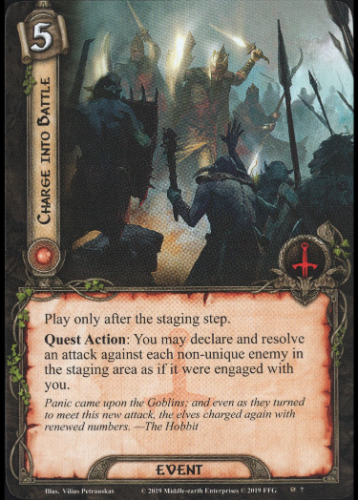 5
CHARGE INTO BATTLE
Play only after the staging step.
Quest Action: You may declare and resolve
an attack against each non-unique enemy in
the staging area as if it were engaged with
you.
Panic came upon the Goblins; and even as they turned
to meet this new attack, the elves charged again with
renewed numbers. —The Hobbit
EVENT
Illus. Vilius Petrauskas © 2019 Middle-earth Enterprises © 2019 FFG